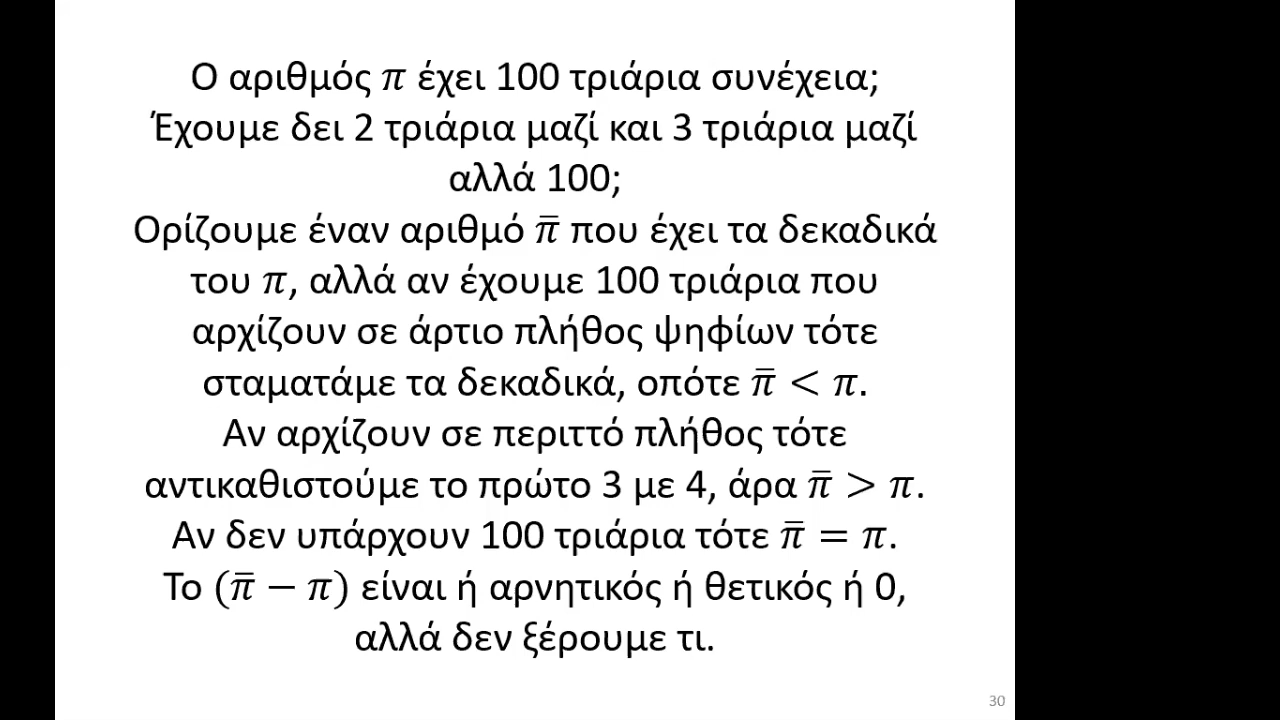 Ο αριθμός π έχει 100 τριάρια συνέχεια;
Έχουμε δει 2 τριάρια μαζί και 3 τριάρια μαζί
αλλά 100;
Ορίζουμε έναν αριθμό π̅ που έχει τα δεκαδικά
του π, αλλά αν έχουμε 100 τριάρια που
αρχίζουν σε άρτιο πλήθος ψηφίων τότε
σταματάμε τα δεκαδικά, οπότε π̅ < π.
Αν αρχίζουν σε περιττό πλήθος τότε
αντικαθιστούμε το πρώτο 3 με 4, άρα π̅ > π.
Αν δεν υπάρχουν 100 τριάρια τότε π̅ = π.
Το (π̅ − π) είναι ή αρνητικός ή θετικός ή 0,
αλλά δεν ξέρουμε τι.
30